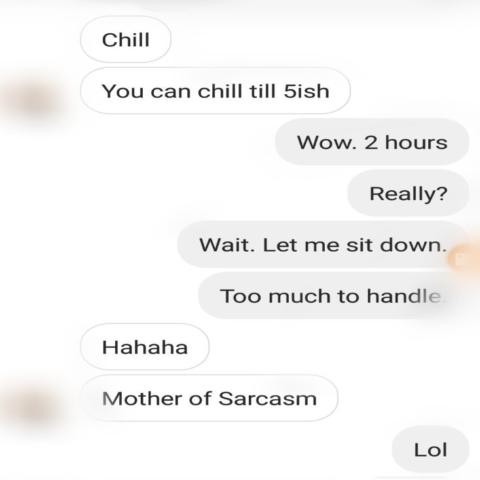 Chill
You can chill till 5ish
Wow. 2 hours
Really?
Wait. Let me sit down.
Too much to handle.
Hahaha
Mother of Sarcasm
Lol